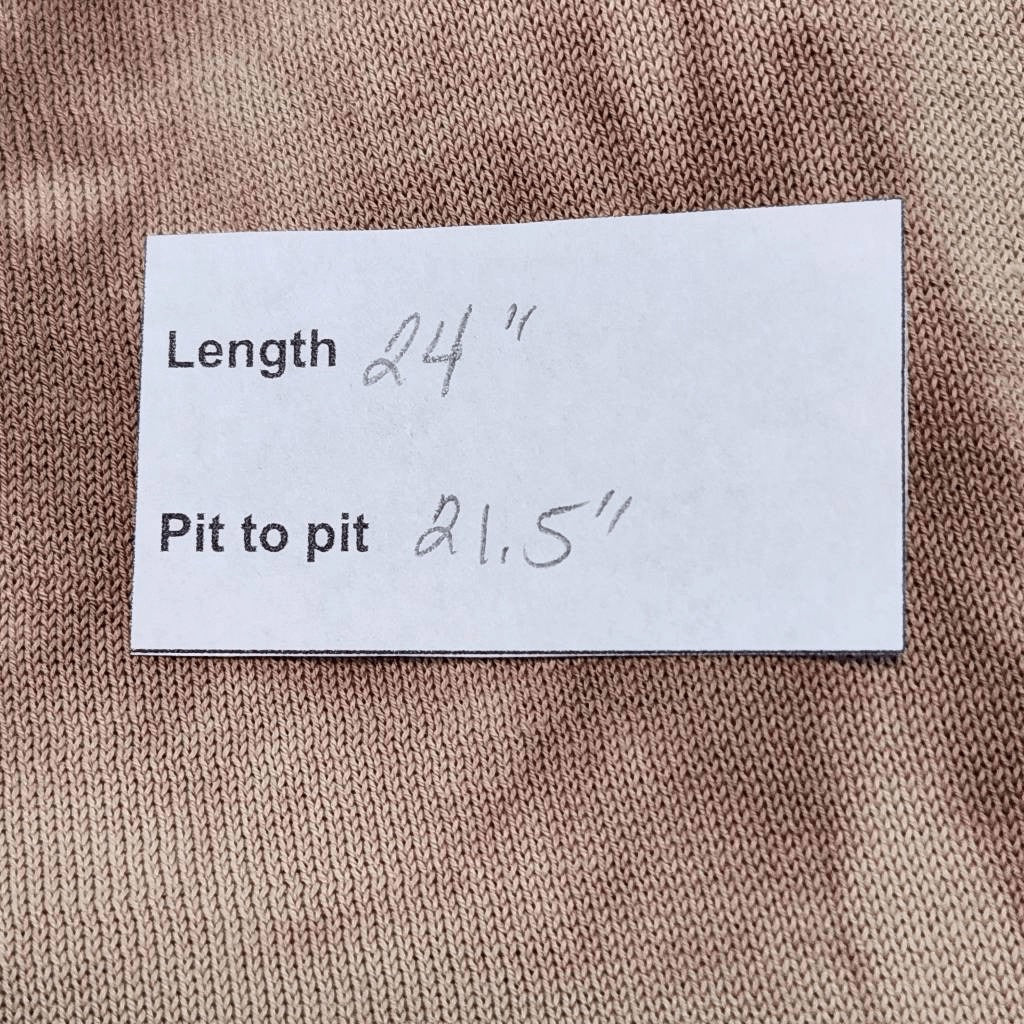 Length 24"
Pit to pit 21.5"